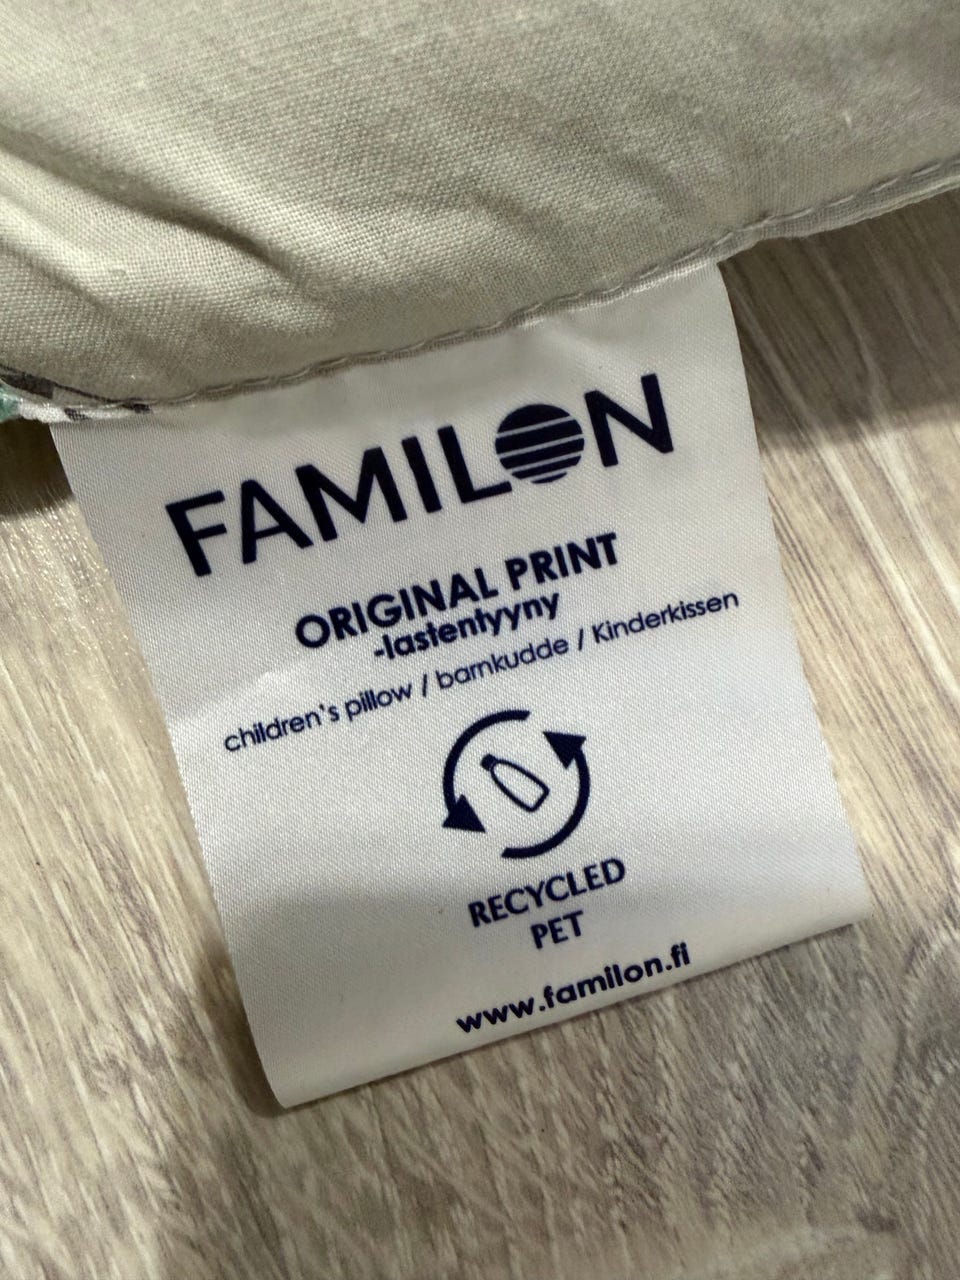 FAMILON
ORIGINAL PRINT
-lastentyyny
children's pillow / barnkudde / Kinderkissen
RECYCLED
PET
www.familon.fi